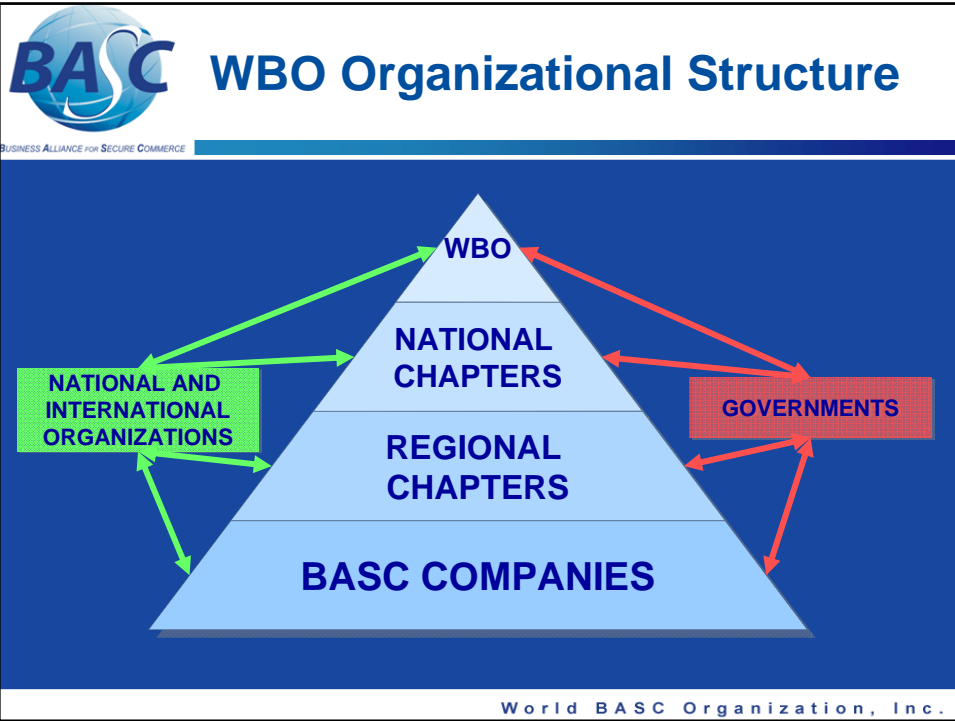 BASC
WBO Organizational Structure
BUSINESS ALLIANCE FOR SECURE COMMERCE
WBO
NATIONAL
CHAPTERS
NATIONAL AND
INTERNATIONAL
ORGANIZATIONS
GOVERNMENTS
REGIONAL
CHAPTERS
BASC COMPANIES
World BASC Organization, Inc.